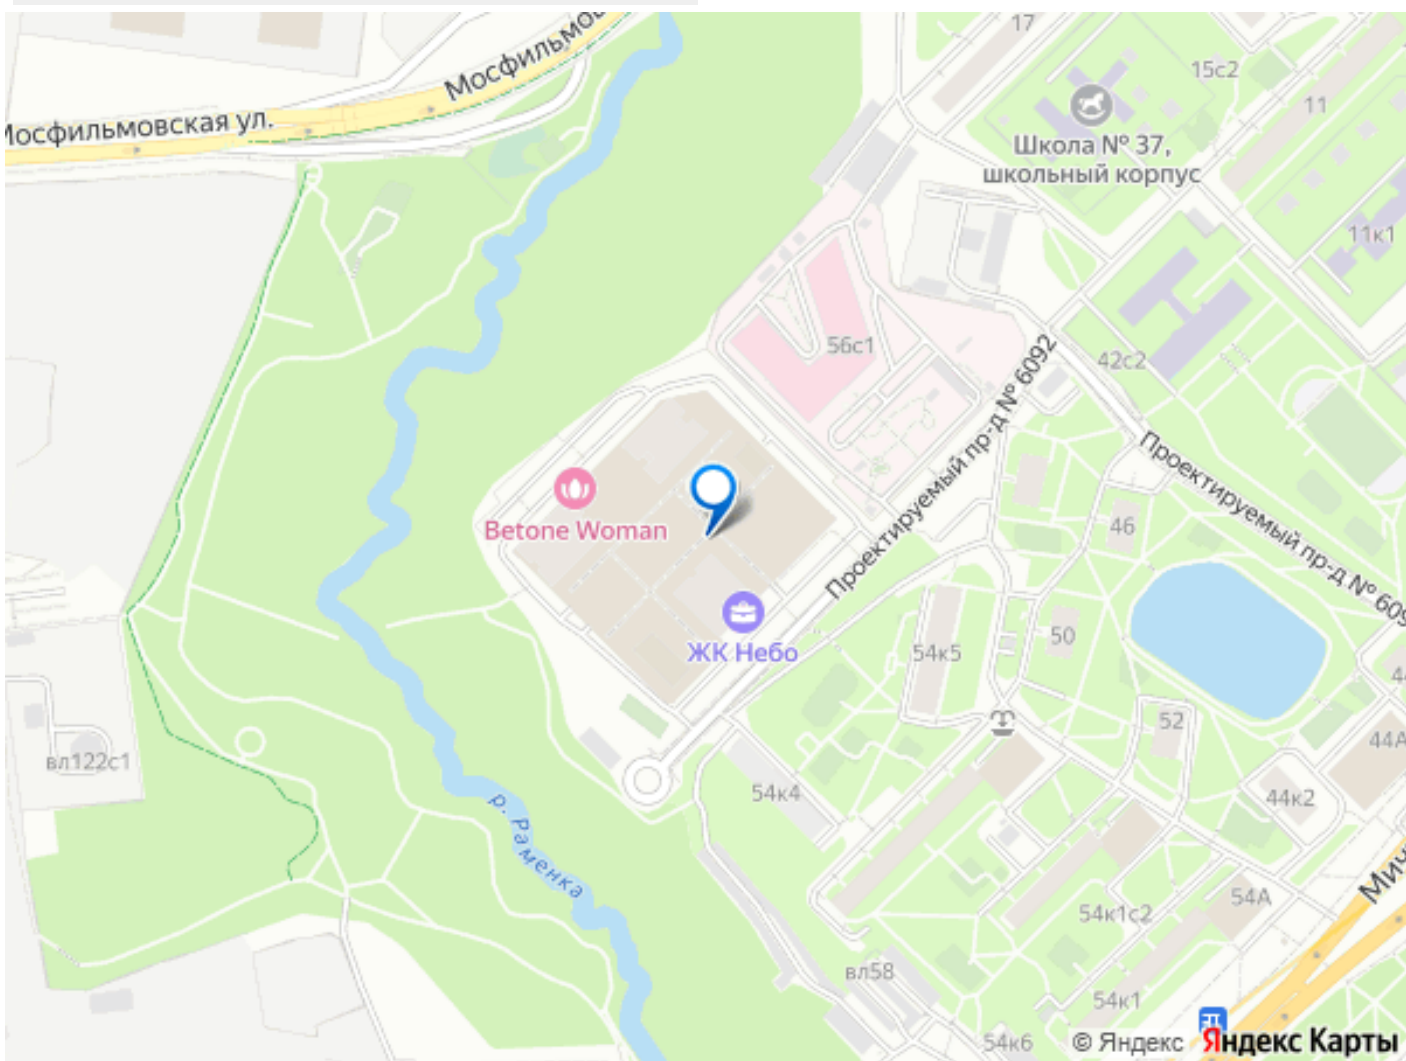 17
15с2
11
Мосфильмовская ул.
Школа № 37,
школьный корпус
11к1
56с1
42с2
Проектируемый пр-д № 6092
Проектируемый пр-д №
46
Betone Woman
ЖК Небо
54к5
50
52
44А
44к2
вл122с1
54к4
р. Раменка
54А
54к1с2
вл58
54к1
54к6
© Яндекс Яндекс Карты